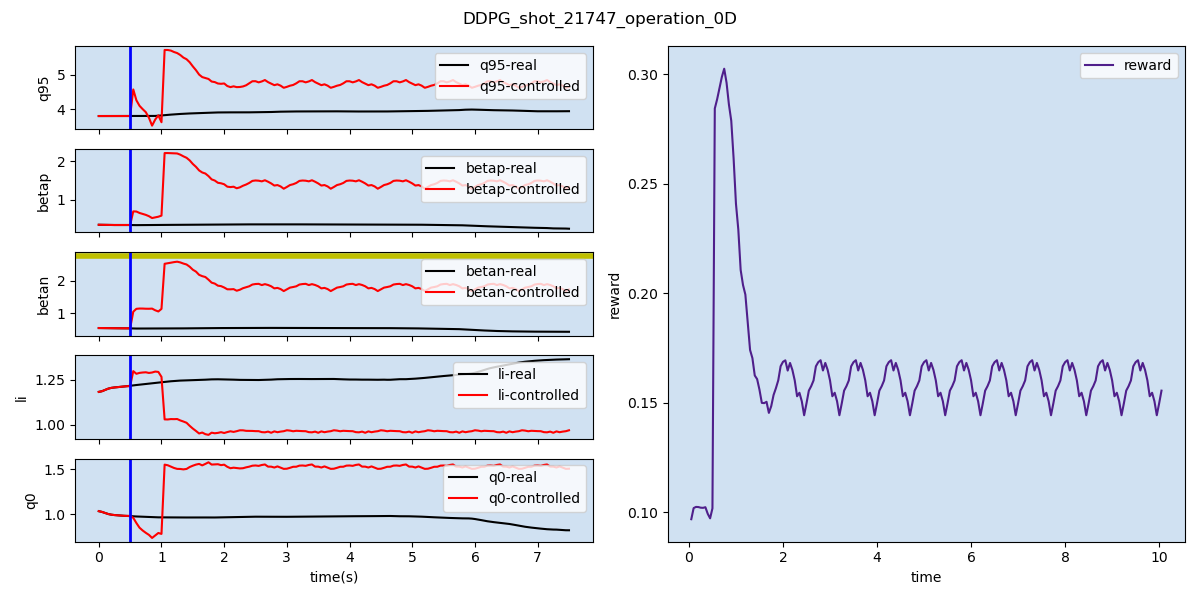 DDPG_shot_21747_operation_0D
q95
5
4
q95-real
q95-controlled
betap
2
1
betap-real
betap-controlled
betan
2
1
betan-real
betan-controlled
li
1.25
1.00
li-real
li-controlled
q0
1.5
1.0
q0-real
q0-controlled
0 1 2 3 4 5 6 7
time(s)
reward
0.30
0.25
0.20
0.15
0.10
reward
0 2 4 6 8 10
time